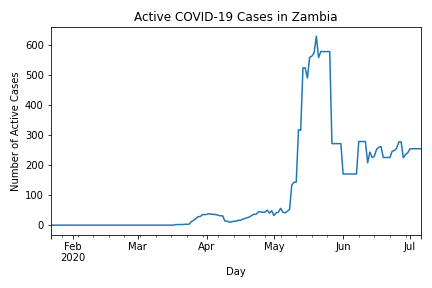 Active COVID-19 Cases in Zambia
Number of Active Cases
600
500
400
300
200
100
0
Feb
2020
Mar
Apr
May
Jun
Jul
Day